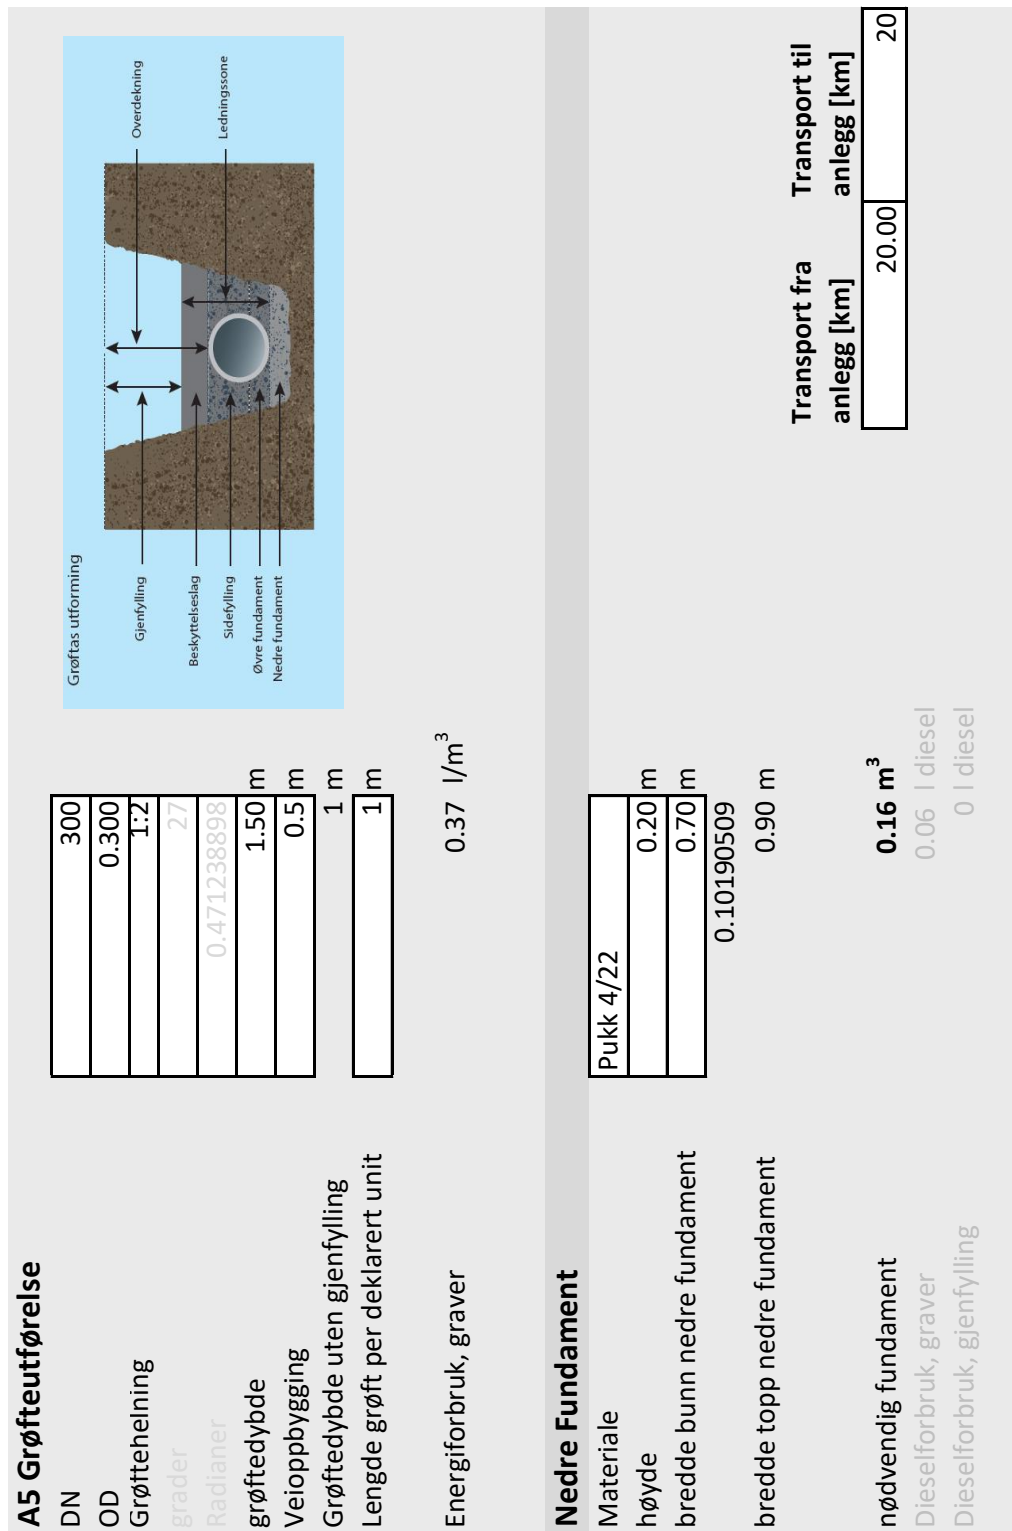 A5 Grøfteutførelse
DN 300
OD 0.300
Grøftehelning 1:2
grader 27
Radianer 0.471238898
grøftedybde 1.50 m
Veioppbygging 0.5 m
Grøftedybde uten gjenfylling 1 m
Lengde grøft per deklarert unit 1 m
Energiforbruk, graver 0.37 l/m³
Grøftas utforming
Gjenfylling
Beskyttelseslag
Sidefylling
Øvre fundament
Nedre fundament
Overdekning
Ledningssone
Nedre Fundament
Materiale Pukk 4/22
høyde 0.20 m
bredde bunn nedre fundament 0.70 m
0.10190509
bredde topp nedre fundament 0.90 m
Transport fra
anlegg [km]
Transport til
anlegg [km]
nødvendig fundament 0.16 m³ 20.00 20
Dieselforbruk, graver 0.06 l diesel
Dieselforbruk, gjenfylling 0 l diesel